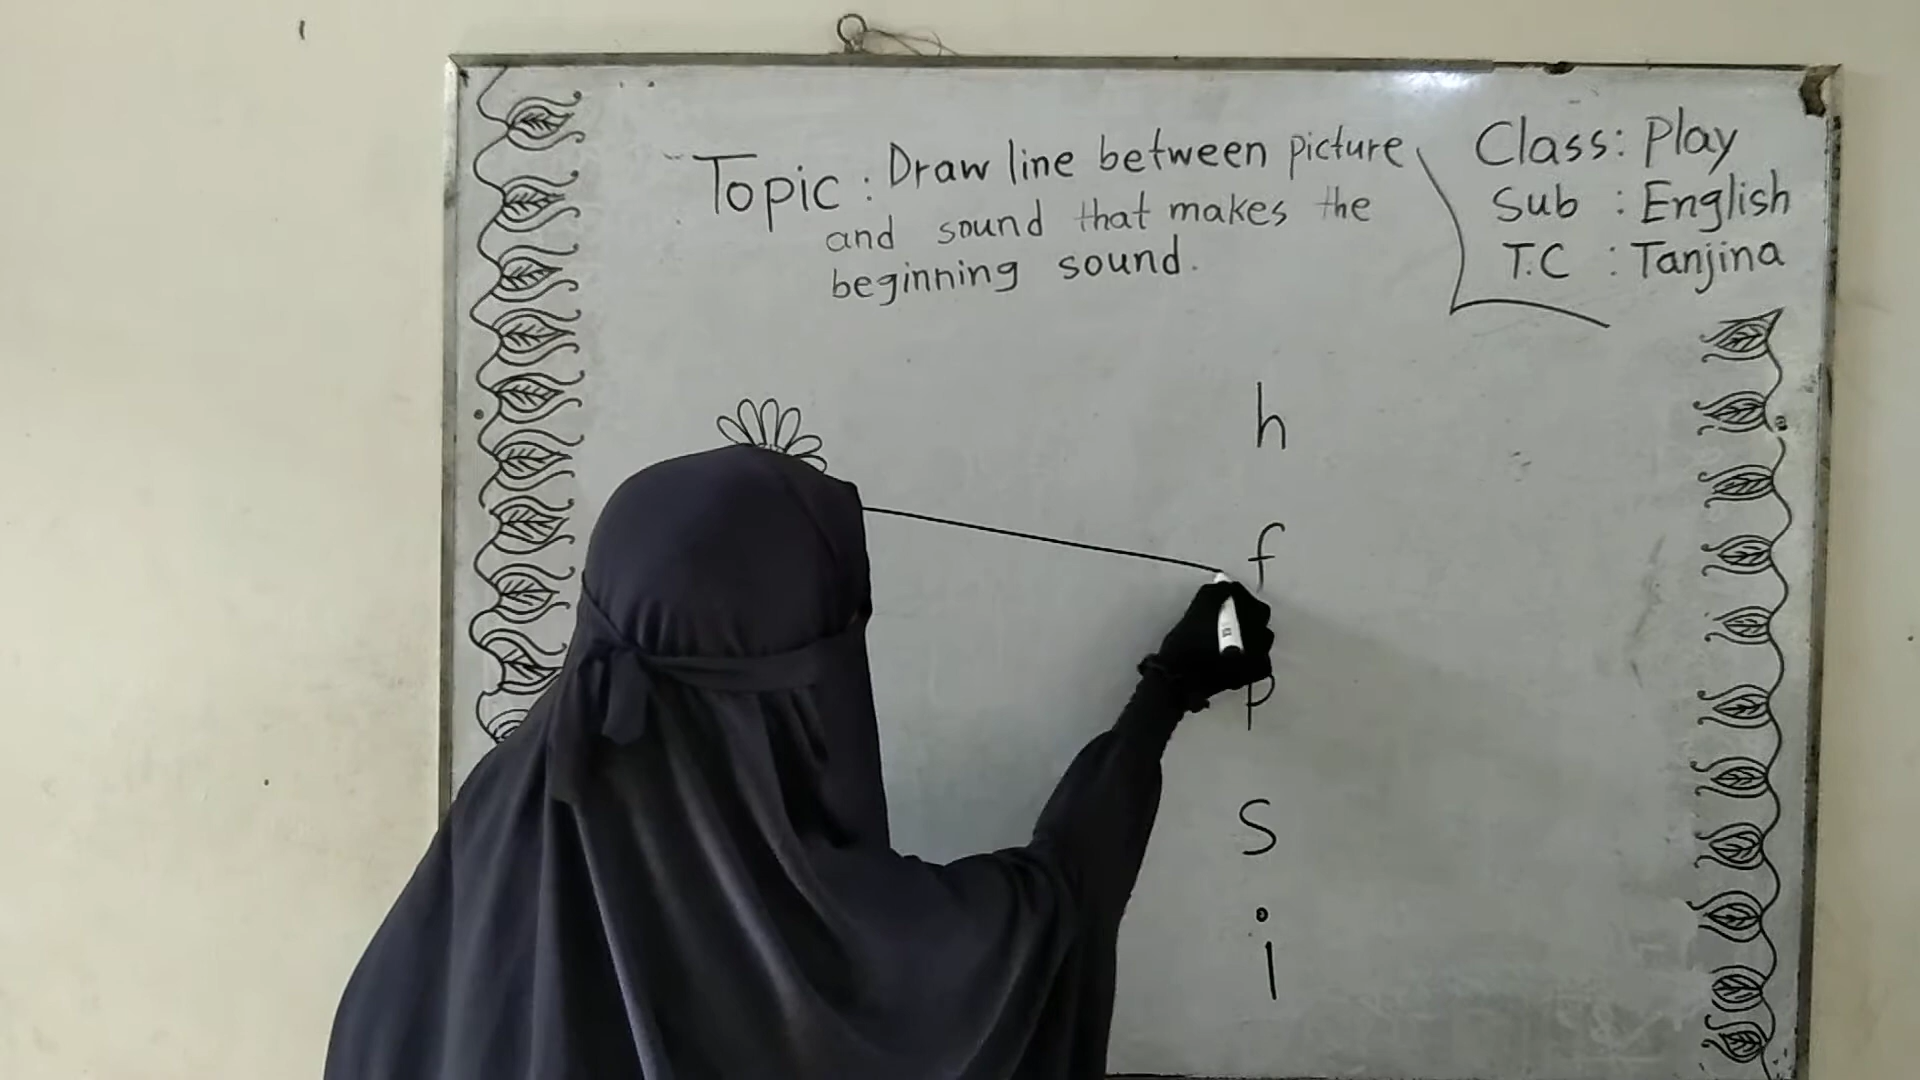 Topic: Draw line between picture
and sound that makes the
beginning sound.
Class: Play
Sub : English
T.C : Tanjina
h
f
p
s
i